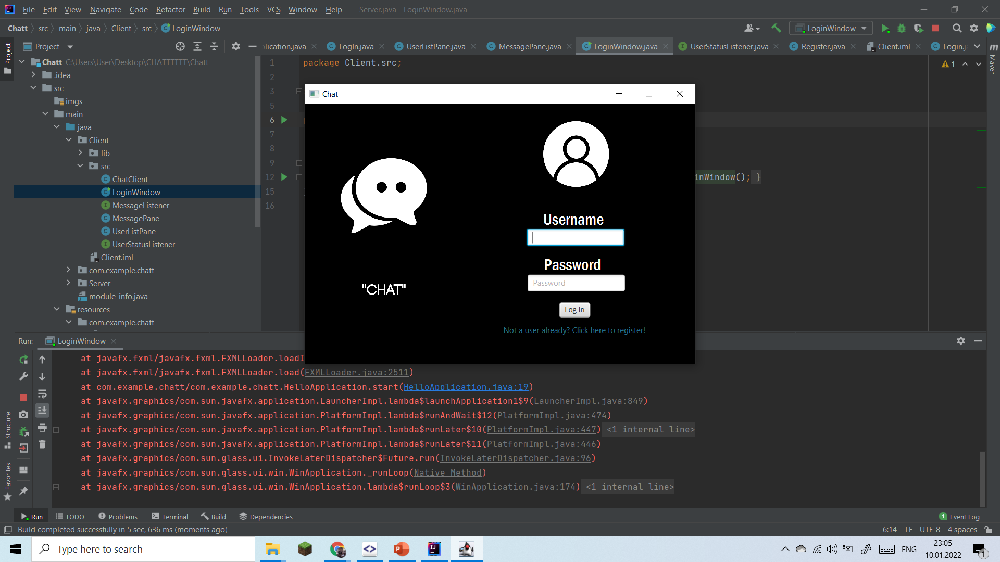 File Edit View Navigate Code Refactor Build Run Tools VCS Window Help Server.java - LoginWindow.java
Chatt src main java Client src LoginWindow LoginWindow
Project plication.java LogIn.java UserListPane.java MessagePane.java LoginWindow.java UserStatusListener.java Register.java Client.iml Login.j
Project
Maven
Chatt C:\Users\User\Desktop\CHATTTTTT\Chatt
.idea
src
imgs
main
java
Client
lib
src
ChatClient
LoginWindow
MessageListener
MessagePane
UserListPane
UserStatusListener
Client.iml
com.example.chatt
Server
module-info.java
resources
com.example.chatt
1 package Client.src;
2
3
5
6
7
8
9
12 inWindow(); }
15
16
1
Chat
"CHAT"
Username
Password
Password
Log In
Not a user already? Click here to register!
Run: LoginWindow
at javafx.fxml/javafx.fxml.FXMLLoader.loadI
at javafx.fxml/javafx.fxml.FXMLLoader.load(FXMLLoader.java:2511)
at com.example.chatt/com.example.chatt.HelloApplication.start(HelloApplication.java:19)
at javafx.graphics/com.sun.javafx.application.LauncherImpl.lambda$launchApplication1$9(LauncherImpl.java:849)
at javafx.graphics/com.sun.javafx.application.PlatformImpl.lambda$runAndWait$12(PlatformImpl.java:474)
at javafx.graphics/com.sun.javafx.application.PlatformImpl.lambda$runLater$10(PlatformImpl.java:447) <1 internal line>
at javafx.graphics/com.sun.javafx.application.PlatformImpl.lambda$runLater$11(PlatformImpl.java:446)
at javafx.graphics/com.sun.glass.ui.InvokeLaterDispatcher$Future.run(InvokeLaterDispatcher.java:96)
at javafx.graphics/com.sun.glass.ui.win.WinApplication._runLoop(Native Method)
at javafx.graphics/com.sun.glass.ui.win.WinApplication.lambda$runLoop$3(WinApplication.java:174) <1 internal line>
Structure
Favorites
Run TODO Problems Terminal Build Dependencies 1 Event Log
Build completed successfully in 5 sec, 636 ms (moments ago) 6:14 LF UTF-8 4 spaces
Type here to search
ENG
23:05
10.01.2022
1